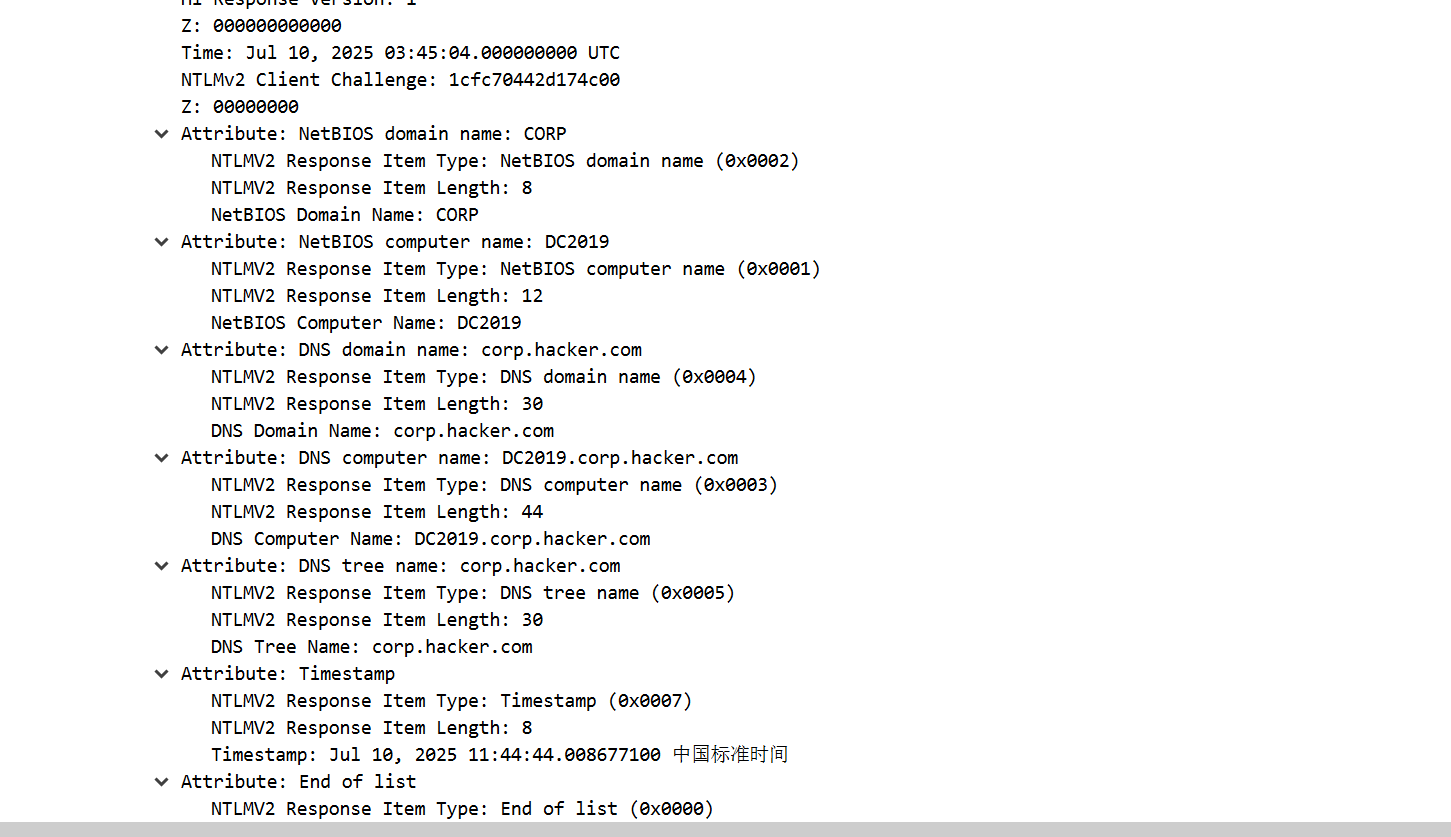 Z: 000000000000
Time: Jul 10, 2025 03:45:04.000000000 UTC
NTLMv2 Client Challenge: 1cfc70442d174c00
Z: 00000000
Attribute: NetBIOS domain name: CORP
NTLMV2 Response Item Type: NetBIOS domain name (0x0002)
NTLMV2 Response Item Length: 8
NetBIOS Domain Name: CORP
Attribute: NetBIOS computer name: DC2019
NTLMV2 Response Item Type: NetBIOS computer name (0x0001)
NTLMV2 Response Item Length: 12
NetBIOS Computer Name: DC2019
Attribute: DNS domain name: corp.hacker.com
NTLMV2 Response Item Type: DNS domain name (0x0004)
NTLMV2 Response Item Length: 30
DNS Domain Name: corp.hacker.com
Attribute: DNS computer name: DC2019.corp.hacker.com
NTLMV2 Response Item Type: DNS computer name (0x0003)
NTLMV2 Response Item Length: 44
DNS Computer Name: DC2019.corp.hacker.com
Attribute: DNS tree name: corp.hacker.com
NTLMV2 Response Item Type: DNS tree name (0x0005)
NTLMV2 Response Item Length: 30
DNS Tree Name: corp.hacker.com
Attribute: Timestamp
NTLMV2 Response Item Type: Timestamp (0x0007)
NTLMV2 Response Item Length: 8
Timestamp: Jul 10, 2025 11:44:44.008677100 中国标准时间
Attribute: End of list
NTLMV2 Response Item Type: End of list (0x0000)